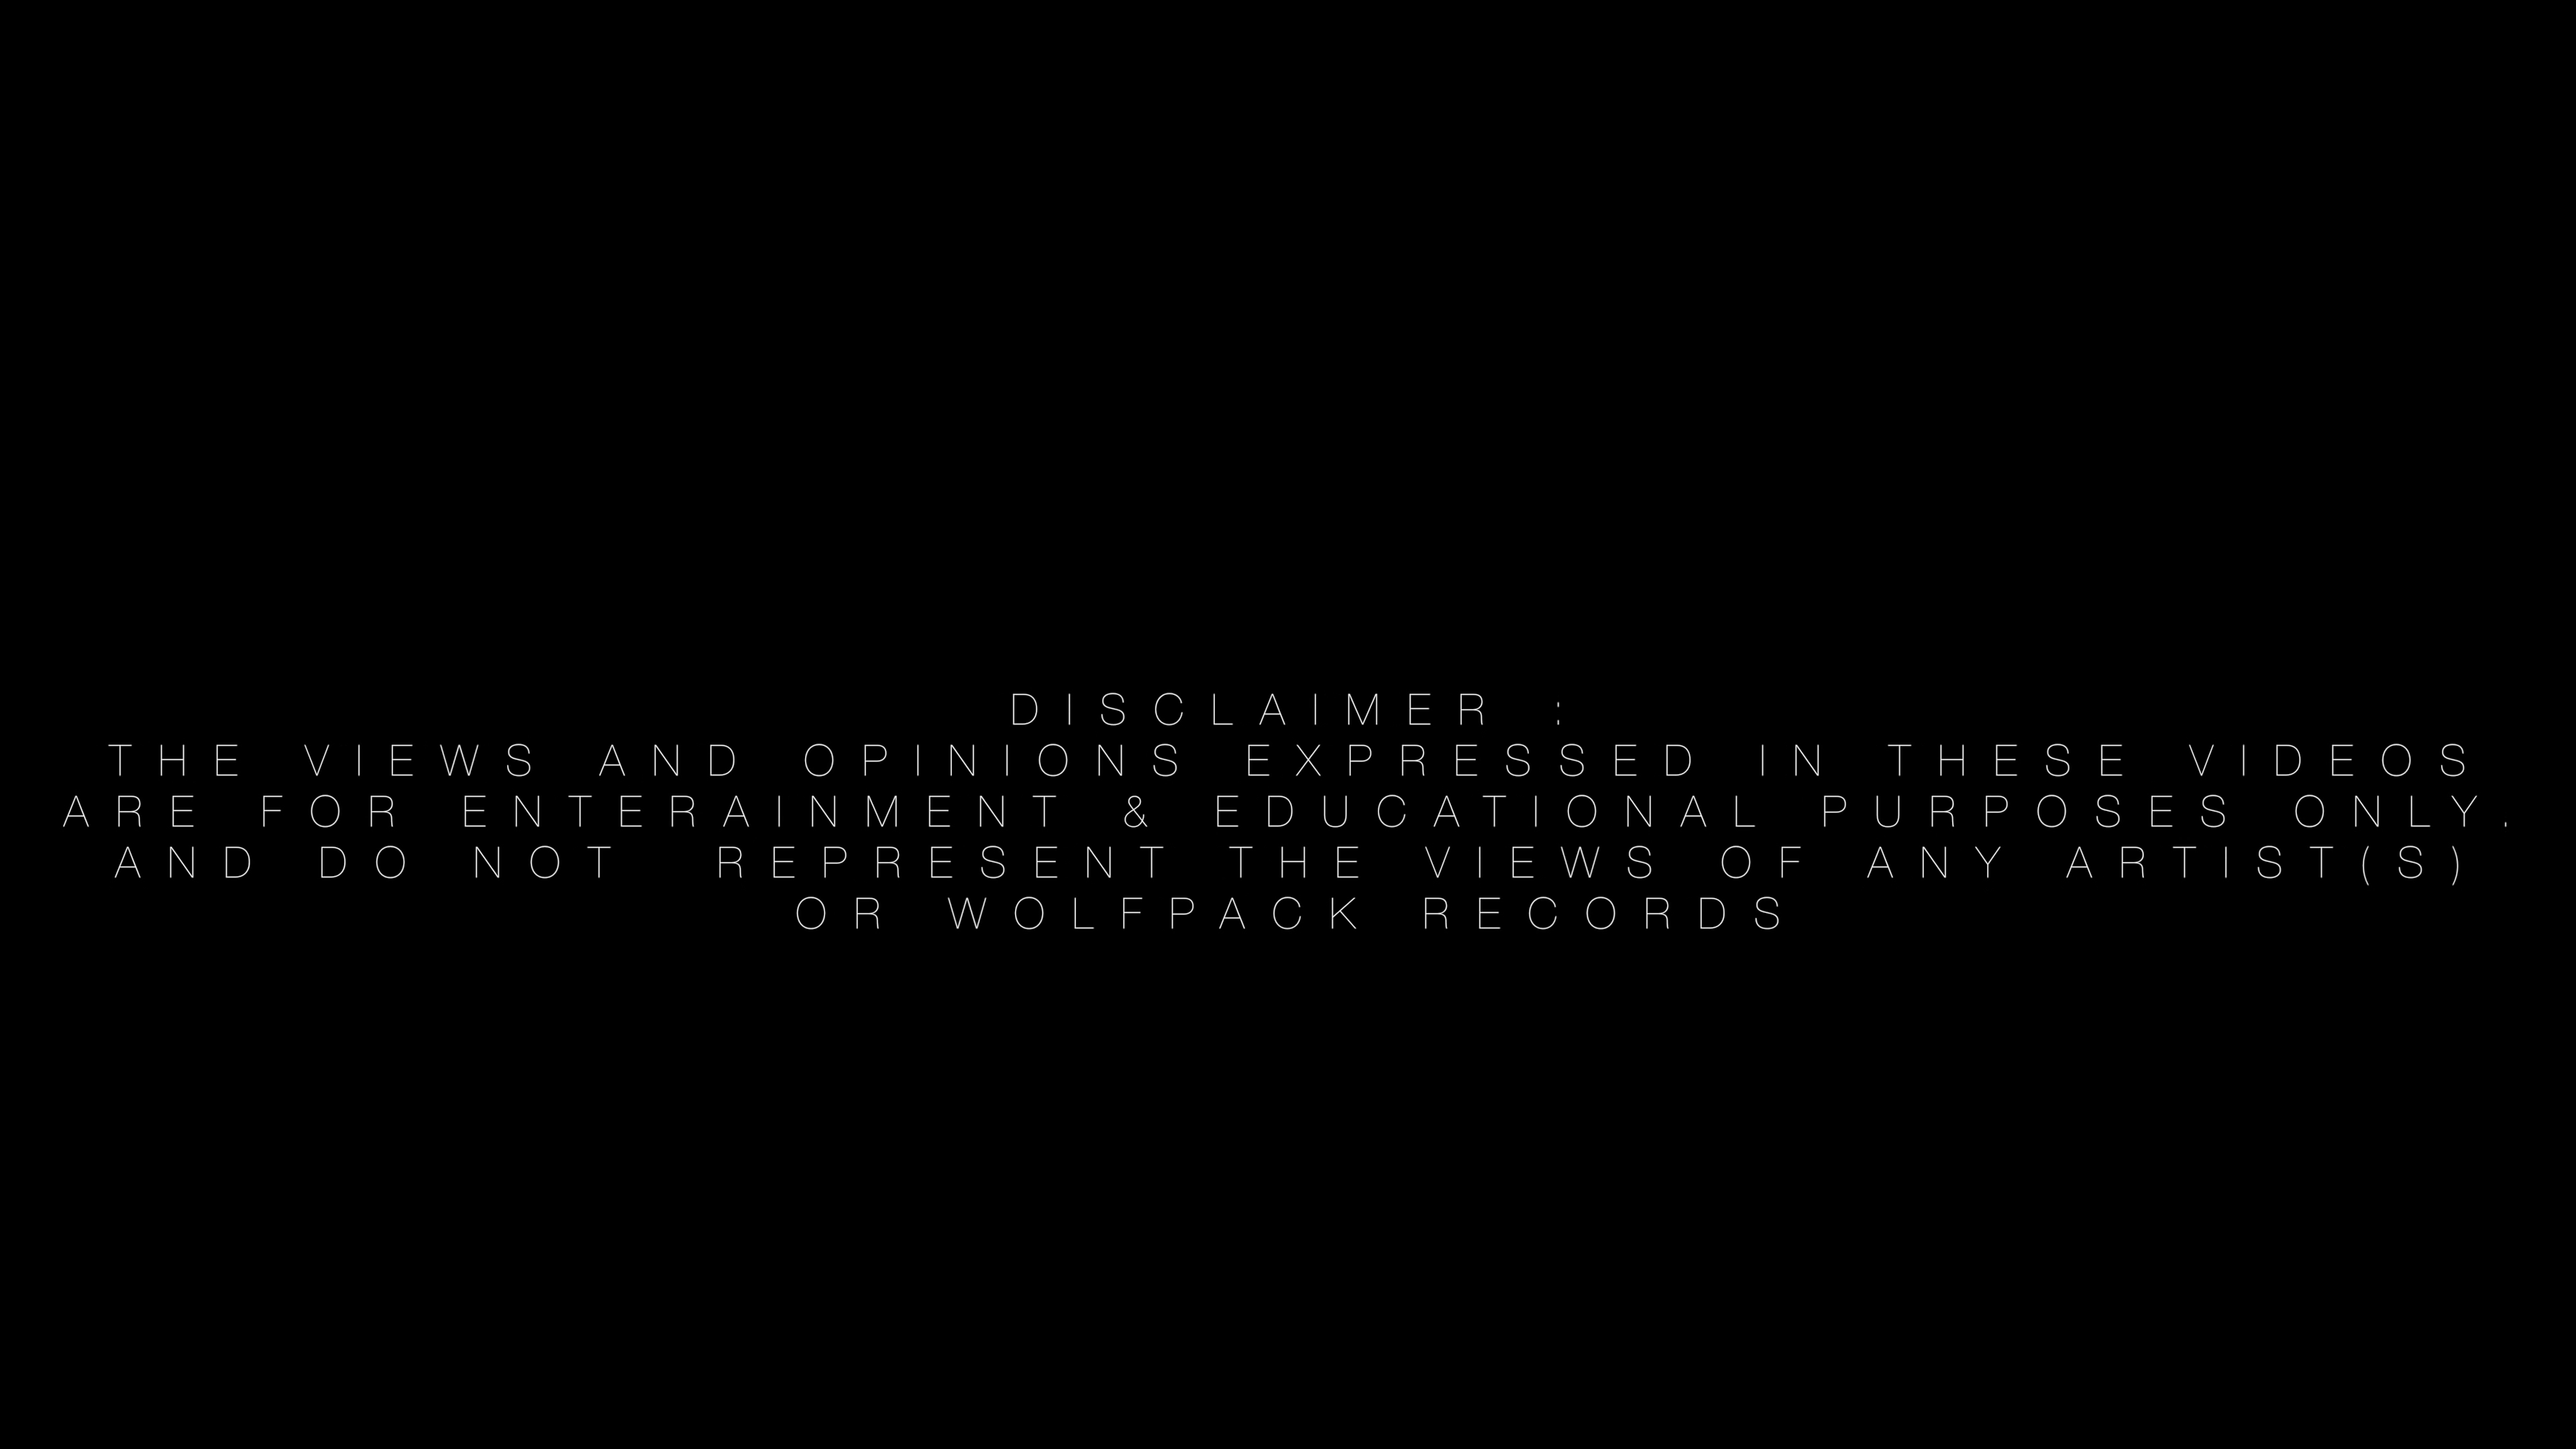 DISCLAIMER :
THE VIEWS AND OPINIONS EXPRESSED IN THESE VIDEOS
ARE FOR ENTERAINMENT & EDUCATIONAL PURPOSES ONLY.
AND DO NOT REPRESENT THE VIEWS OF ANY ARTIST(S)
OR WOLFPACK RECORDS